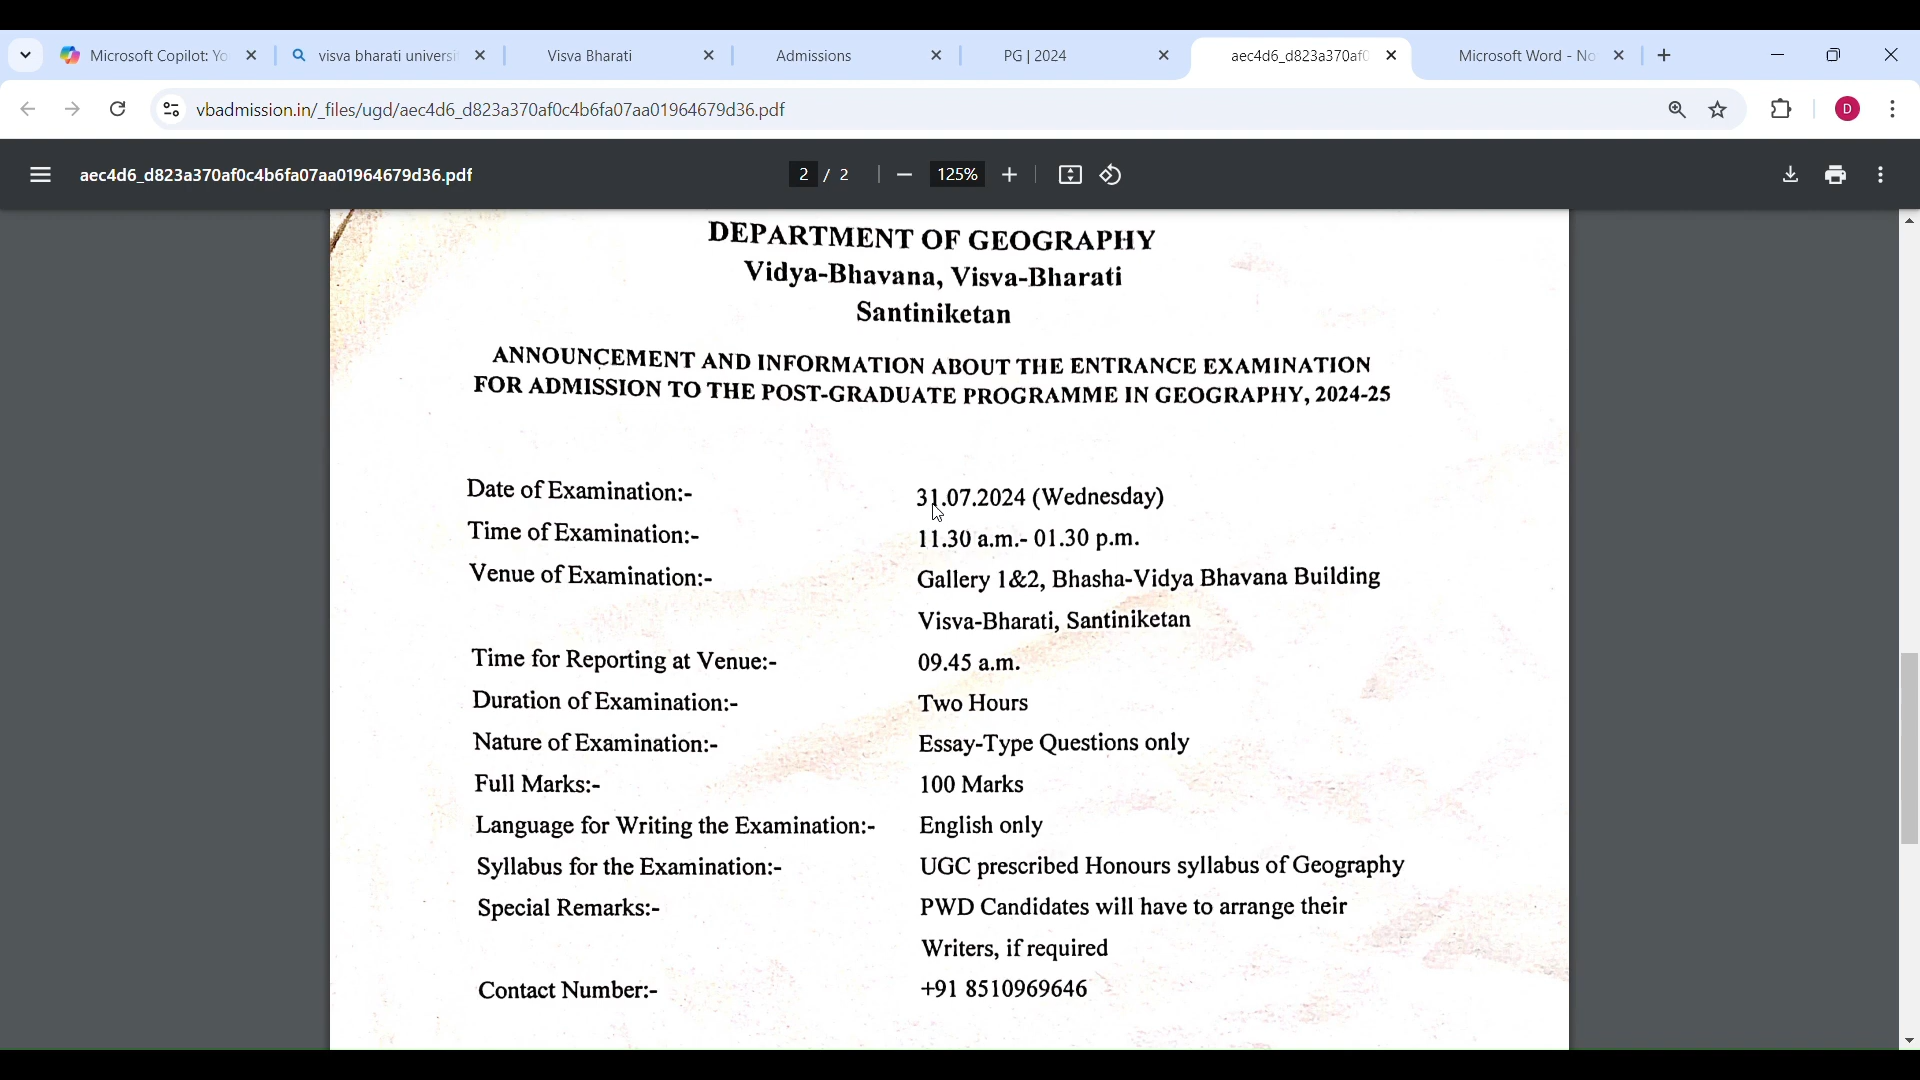 Microsoft Copilot: Yo
visva bharati universi
Visva Bharati
Admissions
PG | 2024
aec4d6_d823a370af0
Microsoft Word - No
vbadmission.in/_files/ugd/aec4d6_d823a370af0c4b6fa07aa01964679d36.pdf
D
aec4d6_d823a370af0c4b6fa07aa01964679d36.pdf
2 / 2
125%
DEPARTMENT OF GEOGRAPHY
Vidya-Bhavana, Visva-Bharati
Santiniketan
ANNOUNCEMENT AND INFORMATION ABOUT THE ENTRANCE EXAMINATION
FOR ADMISSION TO THE POST-GRADUATE PROGRAMME IN GEOGRAPHY, 2024-25
Date of Examination:- 31.07.2024 (Wednesday)
Time of Examination:- 11.30 a.m.- 01.30 p.m.
Venue of Examination:- Gallery 1&2, Bhasha-Vidya Bhavana Building
Visva-Bharati, Santiniketan
Time for Reporting at Venue:- 09.45 a.m.
Duration of Examination:- Two Hours
Nature of Examination:- Essay-Type Questions only
Full Marks:- 100 Marks
Language for Writing the Examination:- English only
Syllabus for the Examination:- UGC prescribed Honours syllabus of Geography
Special Remarks:- PWD Candidates will have to arrange their
Writers, if required
Contact Number:- +91 8510969646